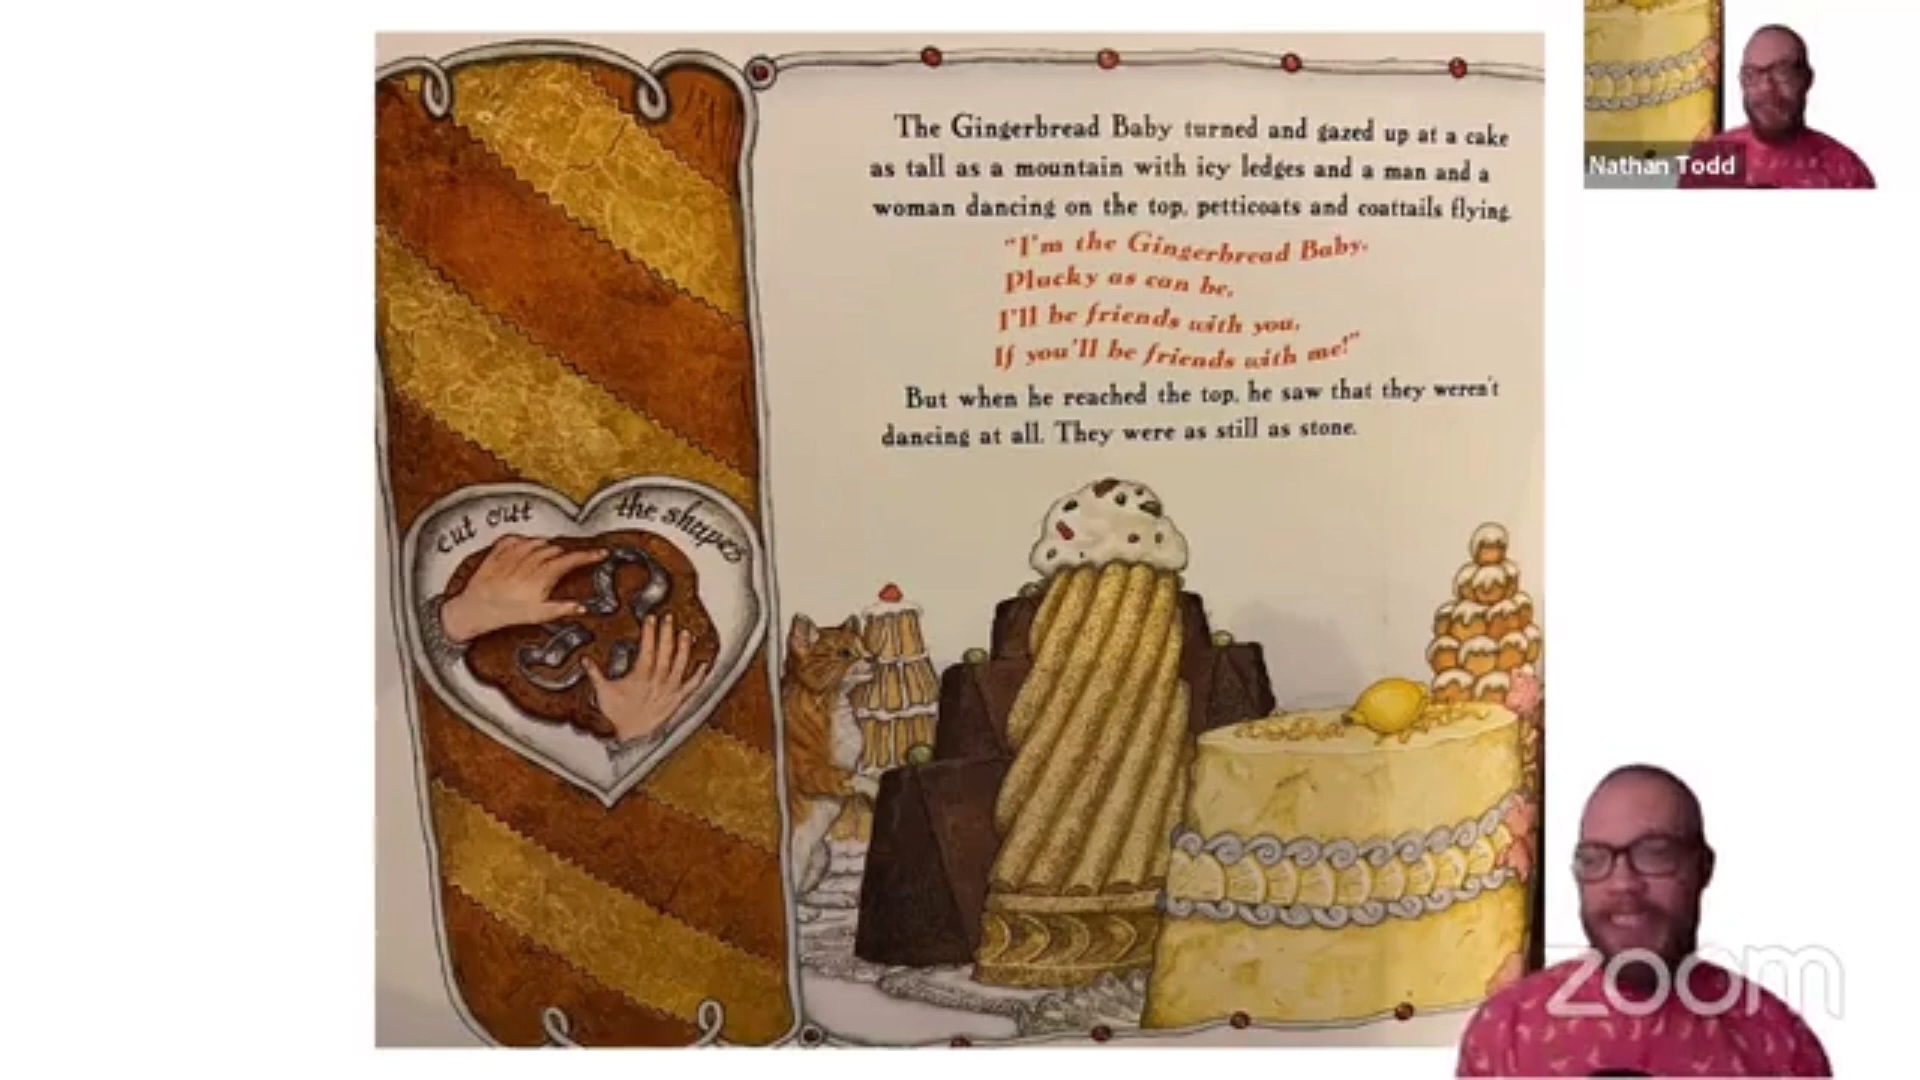 The Gingerbread Baby turned and gazed up at a cake
as tall as a mountain with icy ledges and a man and a
woman dancing on the top, petticoats and coattails flying.
"I'm the Gingerbread Baby,
Plucky as can be,
I'll be friends with you,
If you'll be friends with me!"
But when he reached the top, he saw that they weren't
dancing at all. They were as still as stone.
cut out the shapes
Nathan Todd
zoom